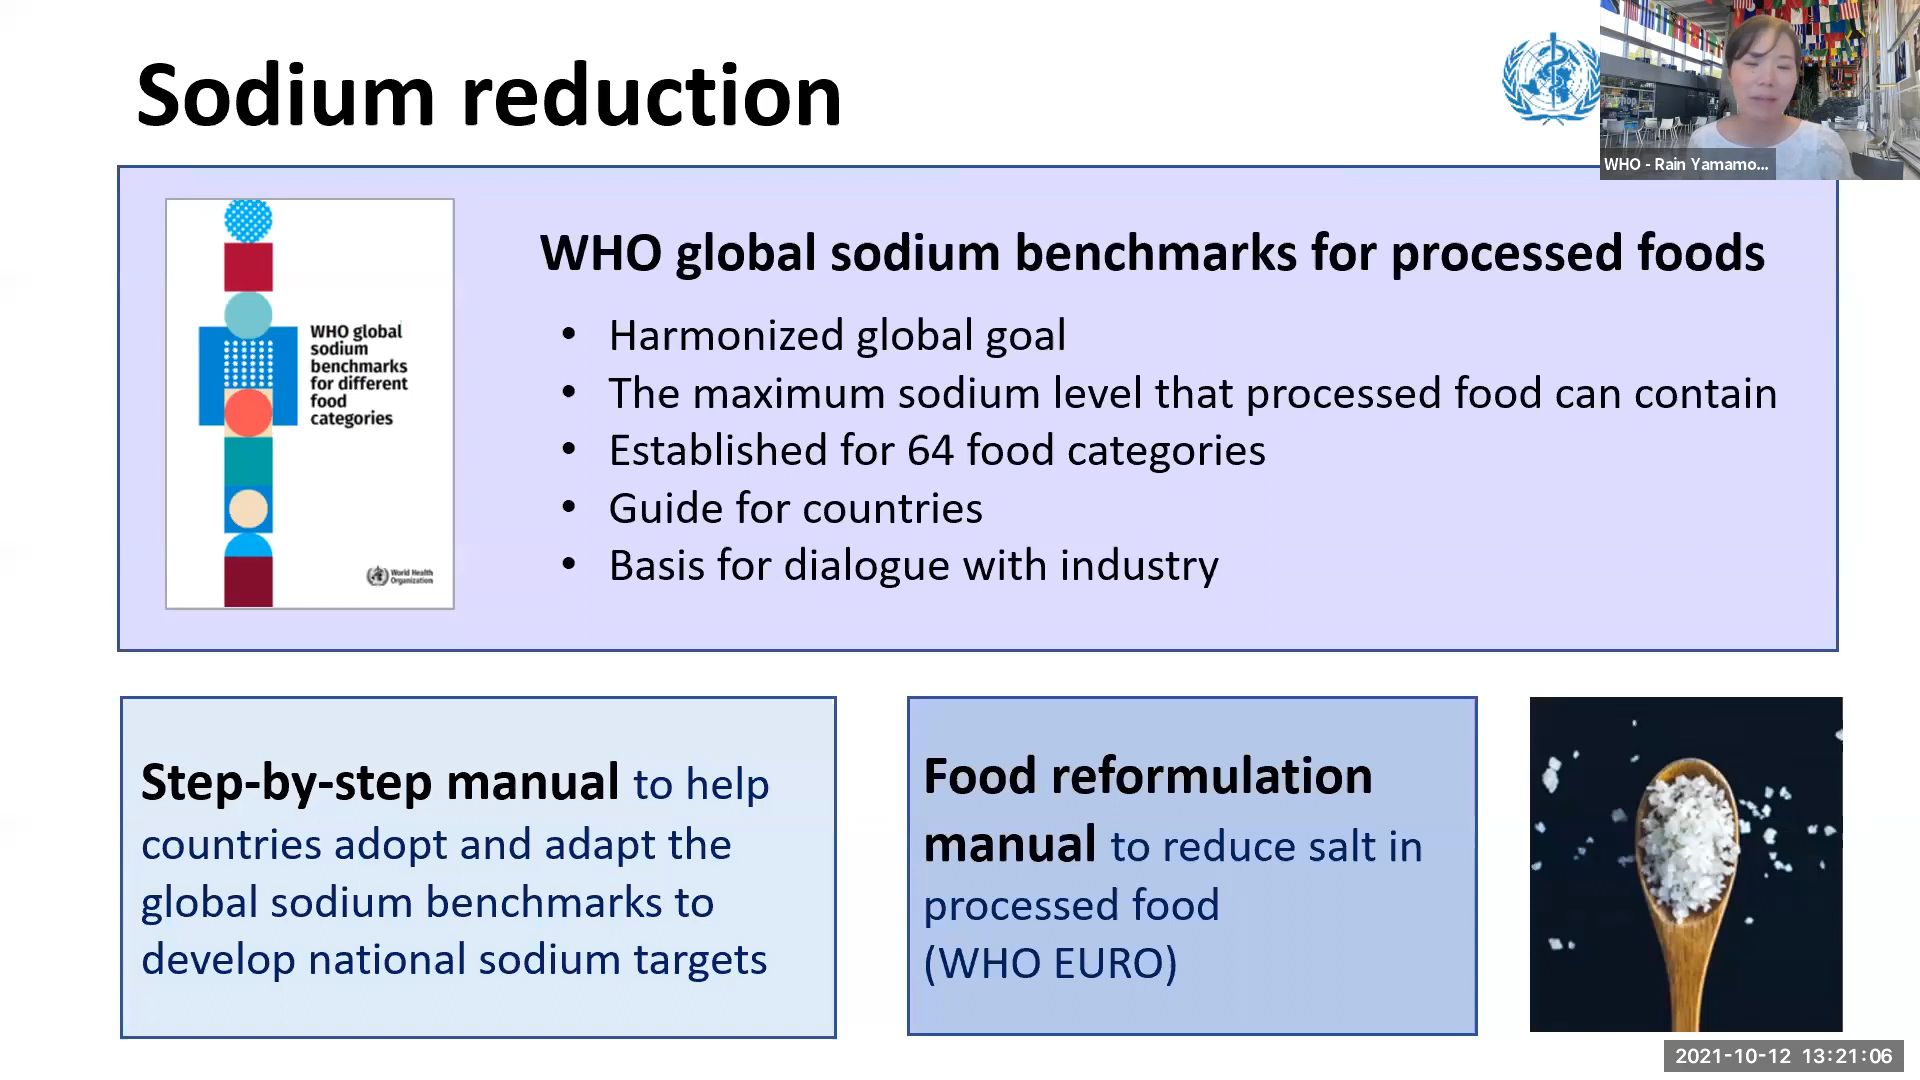 Sodium reduction
WHO - Rain Yamamo...
WHO global sodium benchmarks for processed foods
• Harmonized global goal
• The maximum sodium level that processed food can contain
• Established for 64 food categories
• Guide for countries
• Basis for dialogue with industry
WHO global
sodium
benchmarks
for different
food
categories
World Health
Organization
Step-by-step manual to help
countries adopt and adapt the
global sodium benchmarks to
develop national sodium targets
Food reformulation
manual to reduce salt in
processed food
(WHO EURO)
2021-10-12 13:21:06